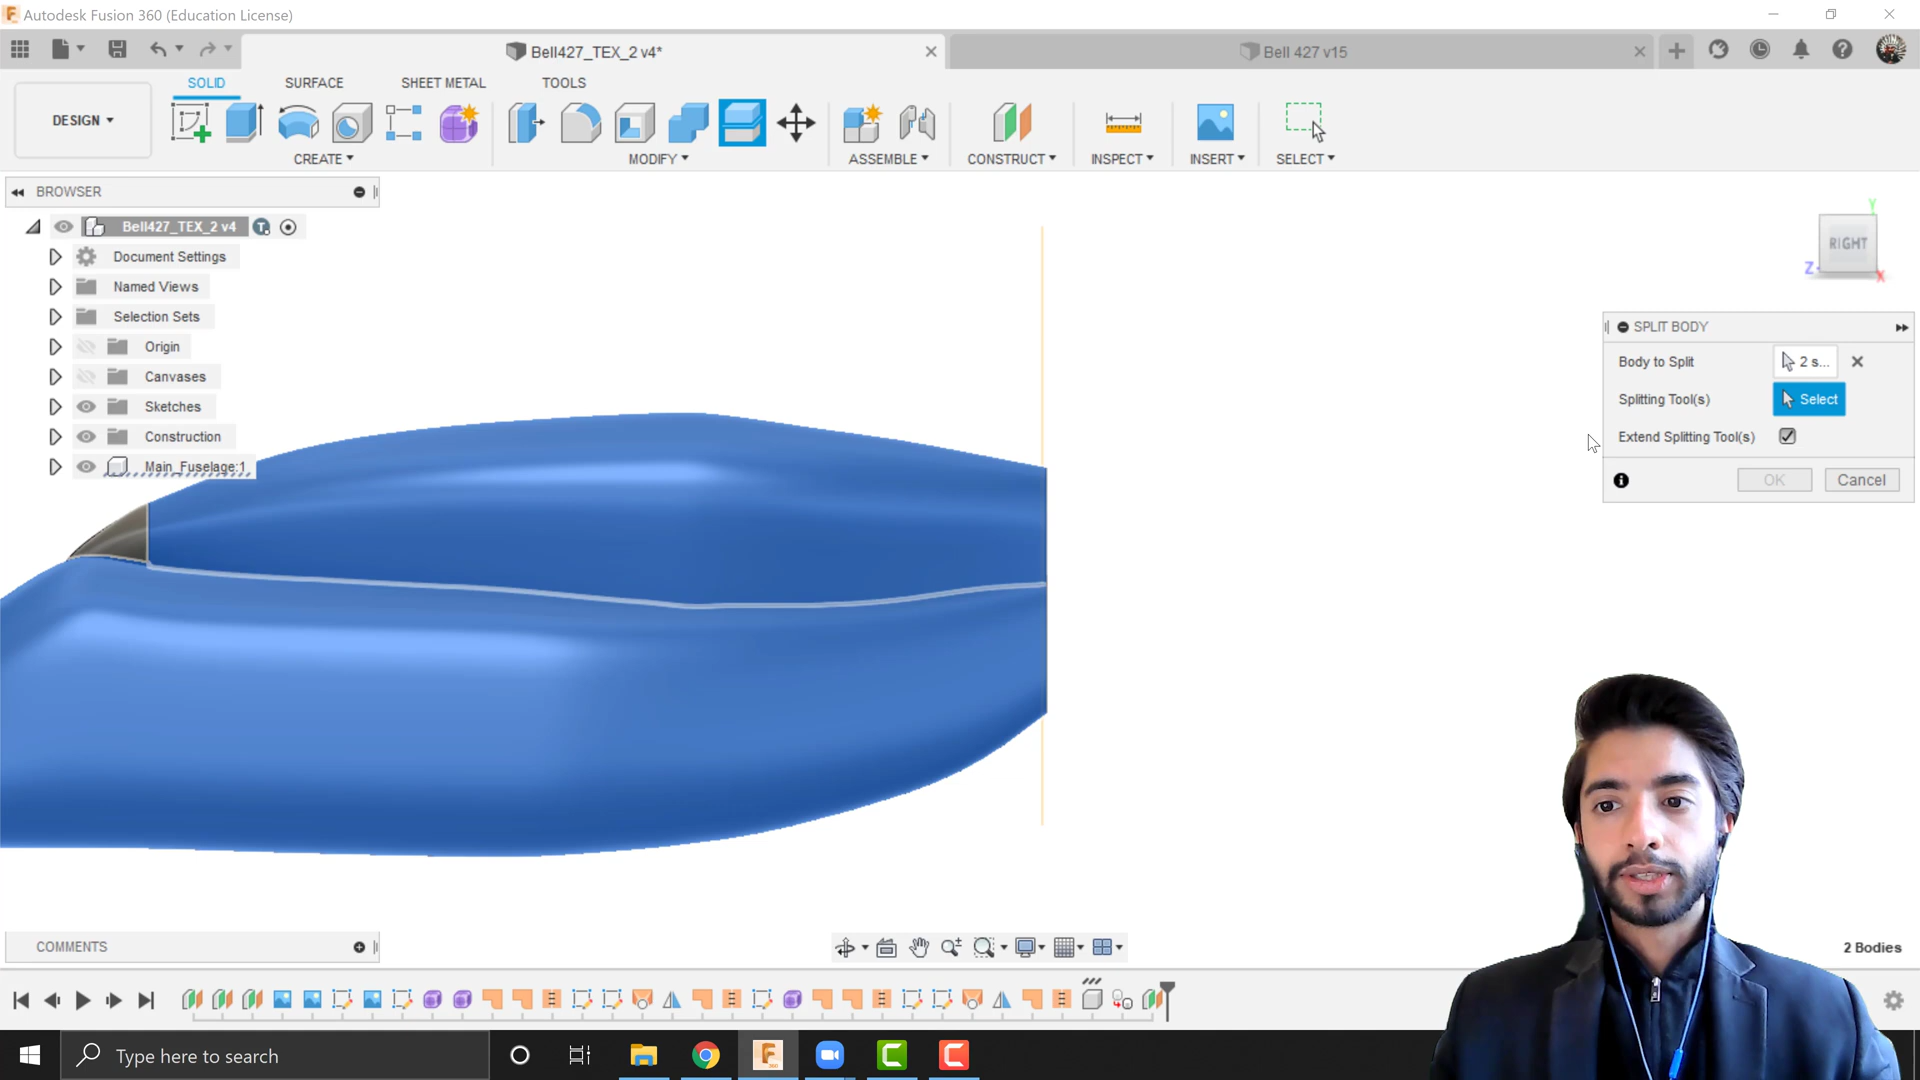 Autodesk Fusion 360 (Education License)
Bell427_TEX_2 v4*
Bell 427 v15
SOLID
SURFACE
SHEET METAL
TOOLS
DESIGN
CREATE
MODIFY
ASSEMBLE
CONSTRUCT
INSPECT
INSERT
SELECT
BROWSER
Bell427_TEX_2 v4
Document Settings
Named Views
Selection Sets
Origin
Canvases
Sketches
Construction
Main_Fuselage:1
Y
RIGHT
Z
X
SPLIT BODY
Body to Split
2 s...
Splitting Tool(s)
Select
Extend Splitting Tool(s)
OK
Cancel
COMMENTS
2 Bodies
Type here to search